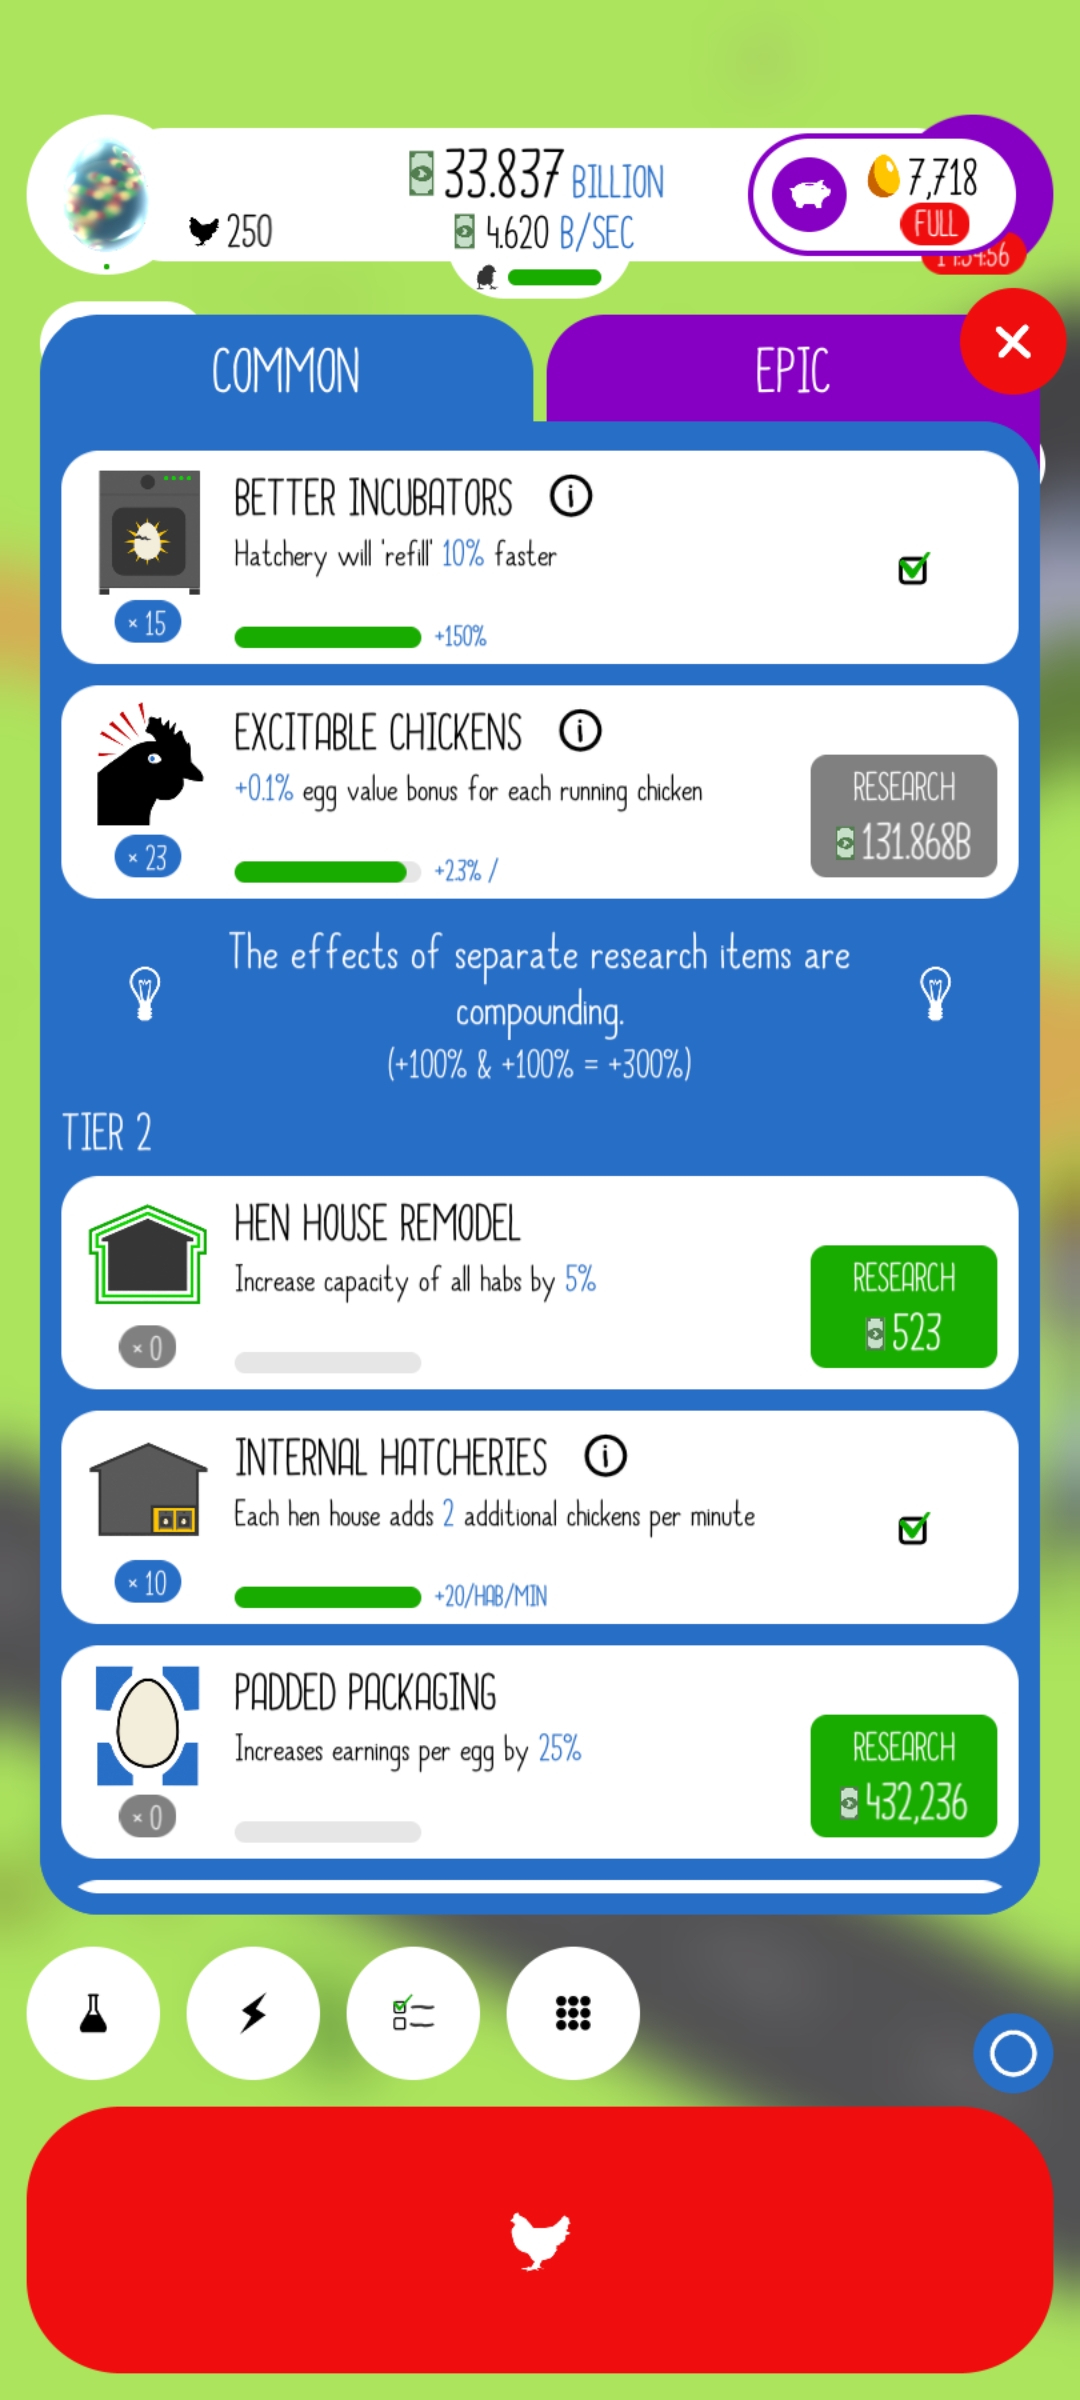 33.837 BILLION
250
4.620 B/SEC
7,718
FULL
COMMON
EPIC
BETTER INCUBATORS
Hatchery will 'refill' 10% faster
× 15
+150%
EXCITABLE CHICKENS
+0.1% egg value bonus for each running chicken
RESEARCH
131.868B
× 23
+2.3% /
The effects of separate research items are
compounding.
(+100% & +100% = +300%)
TIER 2
HEN HOUSE REMODEL
Increase capacity of all habs by 5%
RESEARCH
523
× 0
INTERNAL HATCHERIES
Each hen house adds 2 additional chickens per minute
× 10
+20/HAB/MIN
PADDED PACKAGING
Increases earnings per egg by 25%
RESEARCH
432,236
× 0